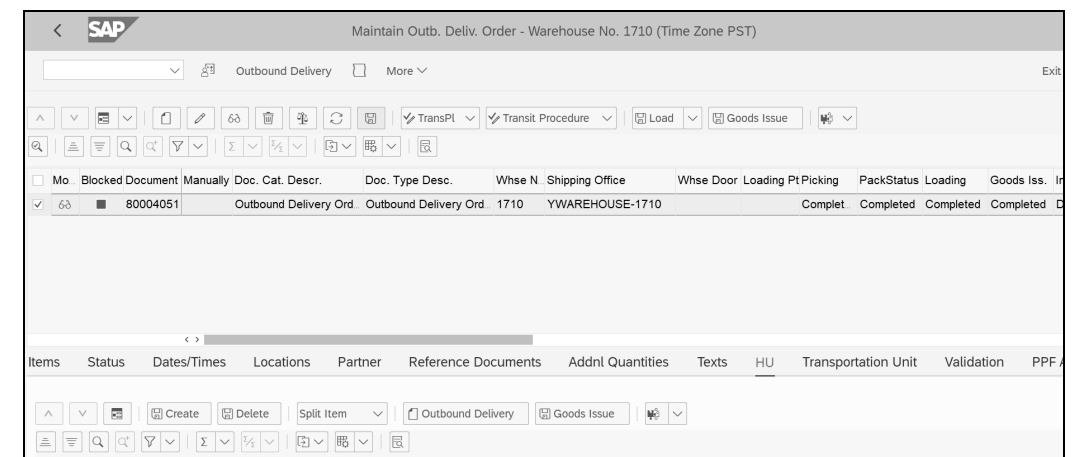 SAP Maintain Outb. Deliv. Order - Warehouse No. 1710 (Time Zone PST)
Outbound Delivery More Exit
TransPL Transit Procedure Load Goods Issue
Mo... Blocked Document Manually Doc. Cat. Descr. Doc. Type Desc. Whse N... Shipping Office Whse Door Loading Pt Picking PackStatus Loading Goods Iss. In
80004051 Outbound Delivery Ord... Outbound Delivery Ord... 1710 YWAREHOUSE-1710 Complet... Completed Completed Completed D
Items Status Dates/Times Locations Partner Reference Documents Addnl Quantities Texts HU Transportation Unit Validation PPF A
Create Delete Split Item Outbound Delivery Goods Issue